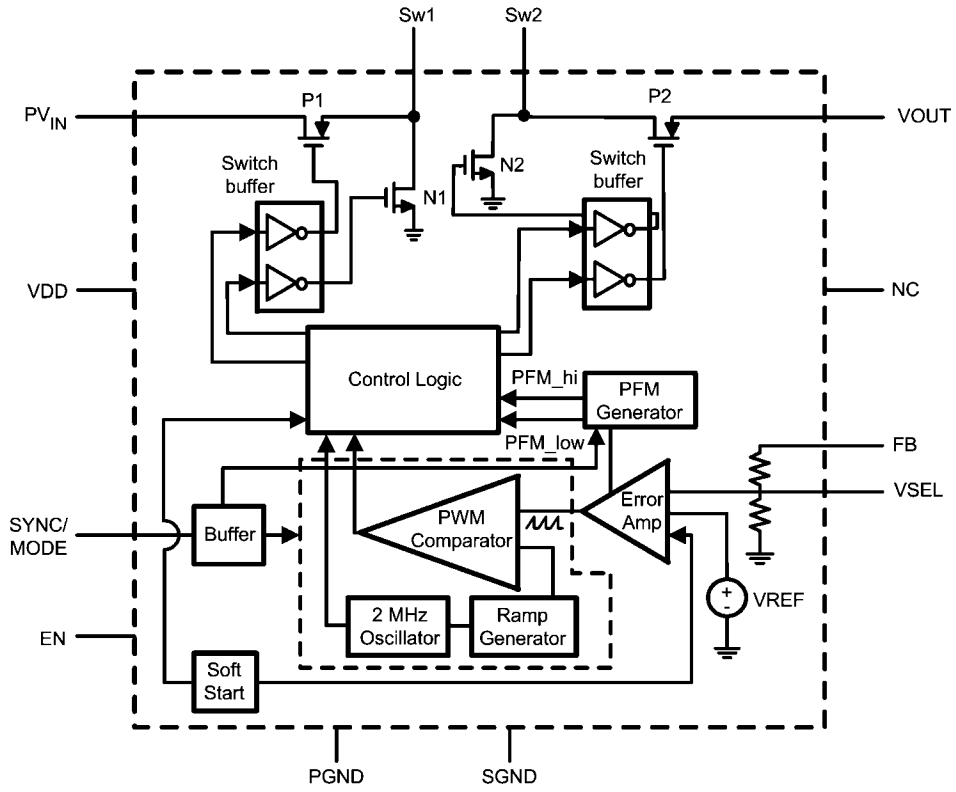 Sw1
Sw2
PVIN
P1
P2
VOUT
Switch
buffer
N1
N2
Switch
buffer
VDD
NC
Control Logic
PFM_hi
PFM
Generator
PFM_low
FB
VSEL
Error
Amp
SYNC/
MODE
Buffer
PWM
Comparator
+
-
VREF
2 MHz
Oscillator
Ramp
Generator
EN
Soft
Start
PGND
SGND